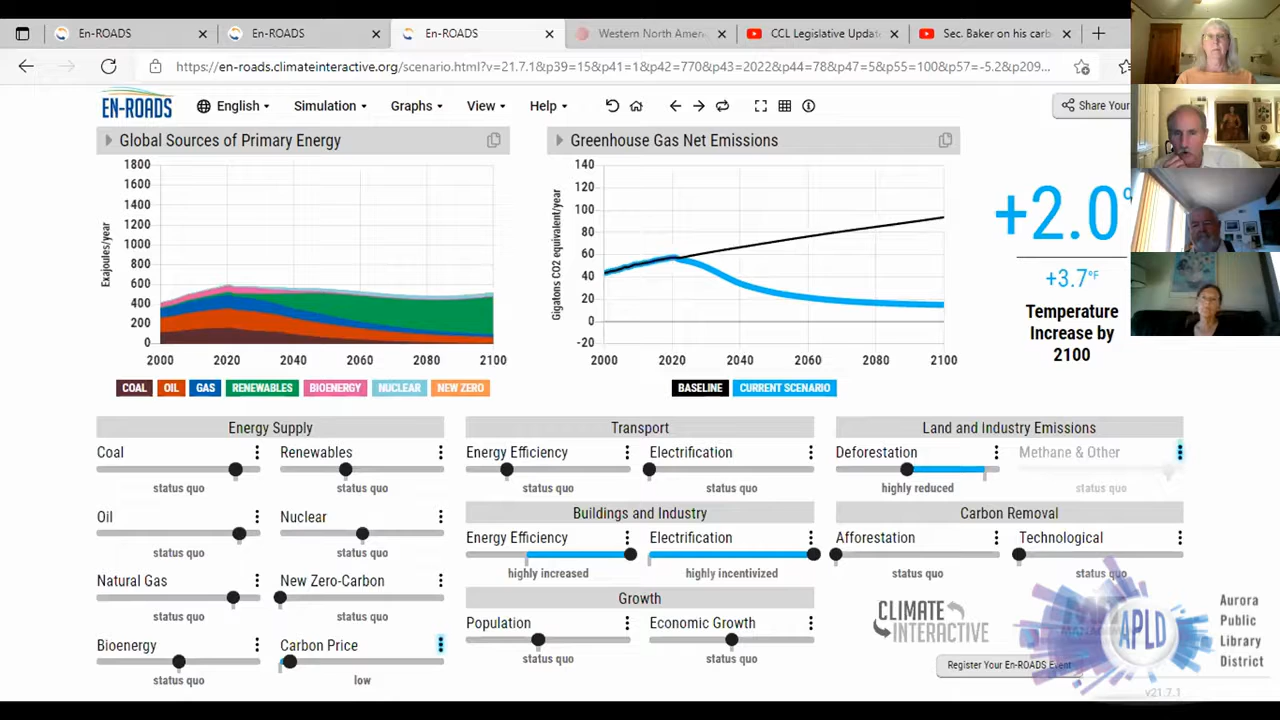 En-ROADS
En-ROADS
En-ROADS
Western North Ame
CCL Legislative Updat
Sec. Baker on his carb
https://en-roads.climateinteractive.org/scenario.html?v=21.7.1&p39=15&p41=1&p42=770&p43=2022&p44=78&p47=5&p55=100&p57=-5.2&p209...
EN-ROADS
English
Simulation
Graphs
View
Help
Share Your
Global Sources of Primary Energy
Greenhouse Gas Net Emissions
1800
1600
1400
1200
1000
800
600
400
200
0
Exajoules/year
2000 2020 2040 2060 2080 2100
COAL OIL GAS RENEWABLES BIOENERGY NUCLEAR NEW ZERO
140
120
100
80
60
40
20
0
-20
Gigatons CO2 equivalent/year
2000 2020 2040 2060 2080 2100
BASELINE CURRENT SCENARIO
+2.0°
+3.7°F
Temperature
Increase by
2100
Energy Supply
Coal
status quo
Renewables
status quo
Oil
status quo
Nuclear
status quo
Natural Gas
status quo
New Zero-Carbon
status quo
Bioenergy
status quo
Carbon Price
low
Transport
Energy Efficiency
status quo
Electrification
status quo
Buildings and Industry
Energy Efficiency
highly increased
Electrification
highly incentivized
Growth
Population
status quo
Economic Growth
status quo
Land and Industry Emissions
Deforestation
highly reduced
Methane & Other
status quo
Carbon Removal
Afforestation
status quo
Technological
status quo
CLIMATE
INTERACTIVE
Register Your En-ROADS Event
APLD
Aurora
Public
Library
District
v21.7.1